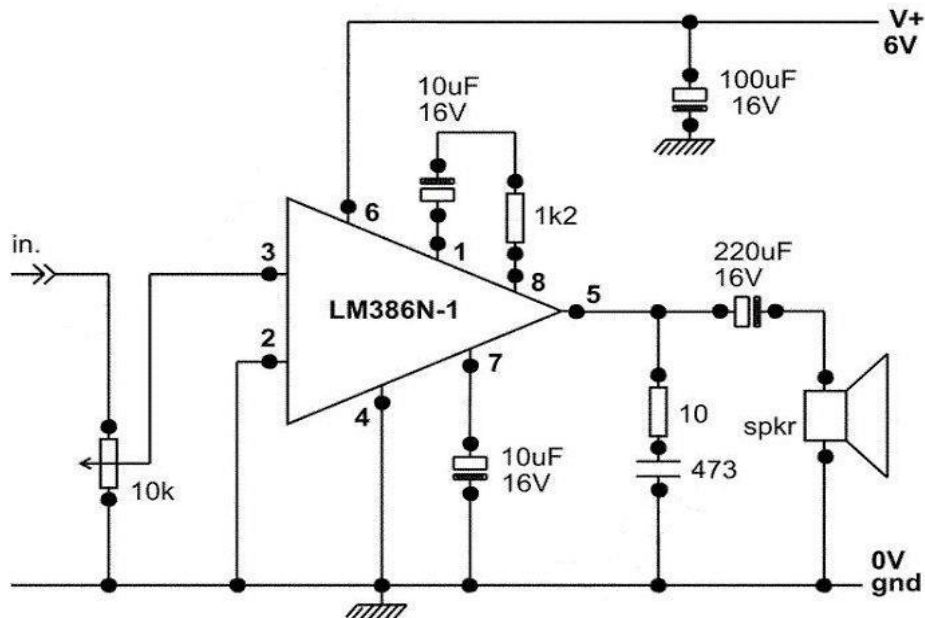 V+
6V
10uF
16V
100uF
16V
6
1k2
in.
3
1
8
220uF
16V
LM386N-1
5
2
7
4
10
spkr
10k
10uF
16V
473
0V
gnd